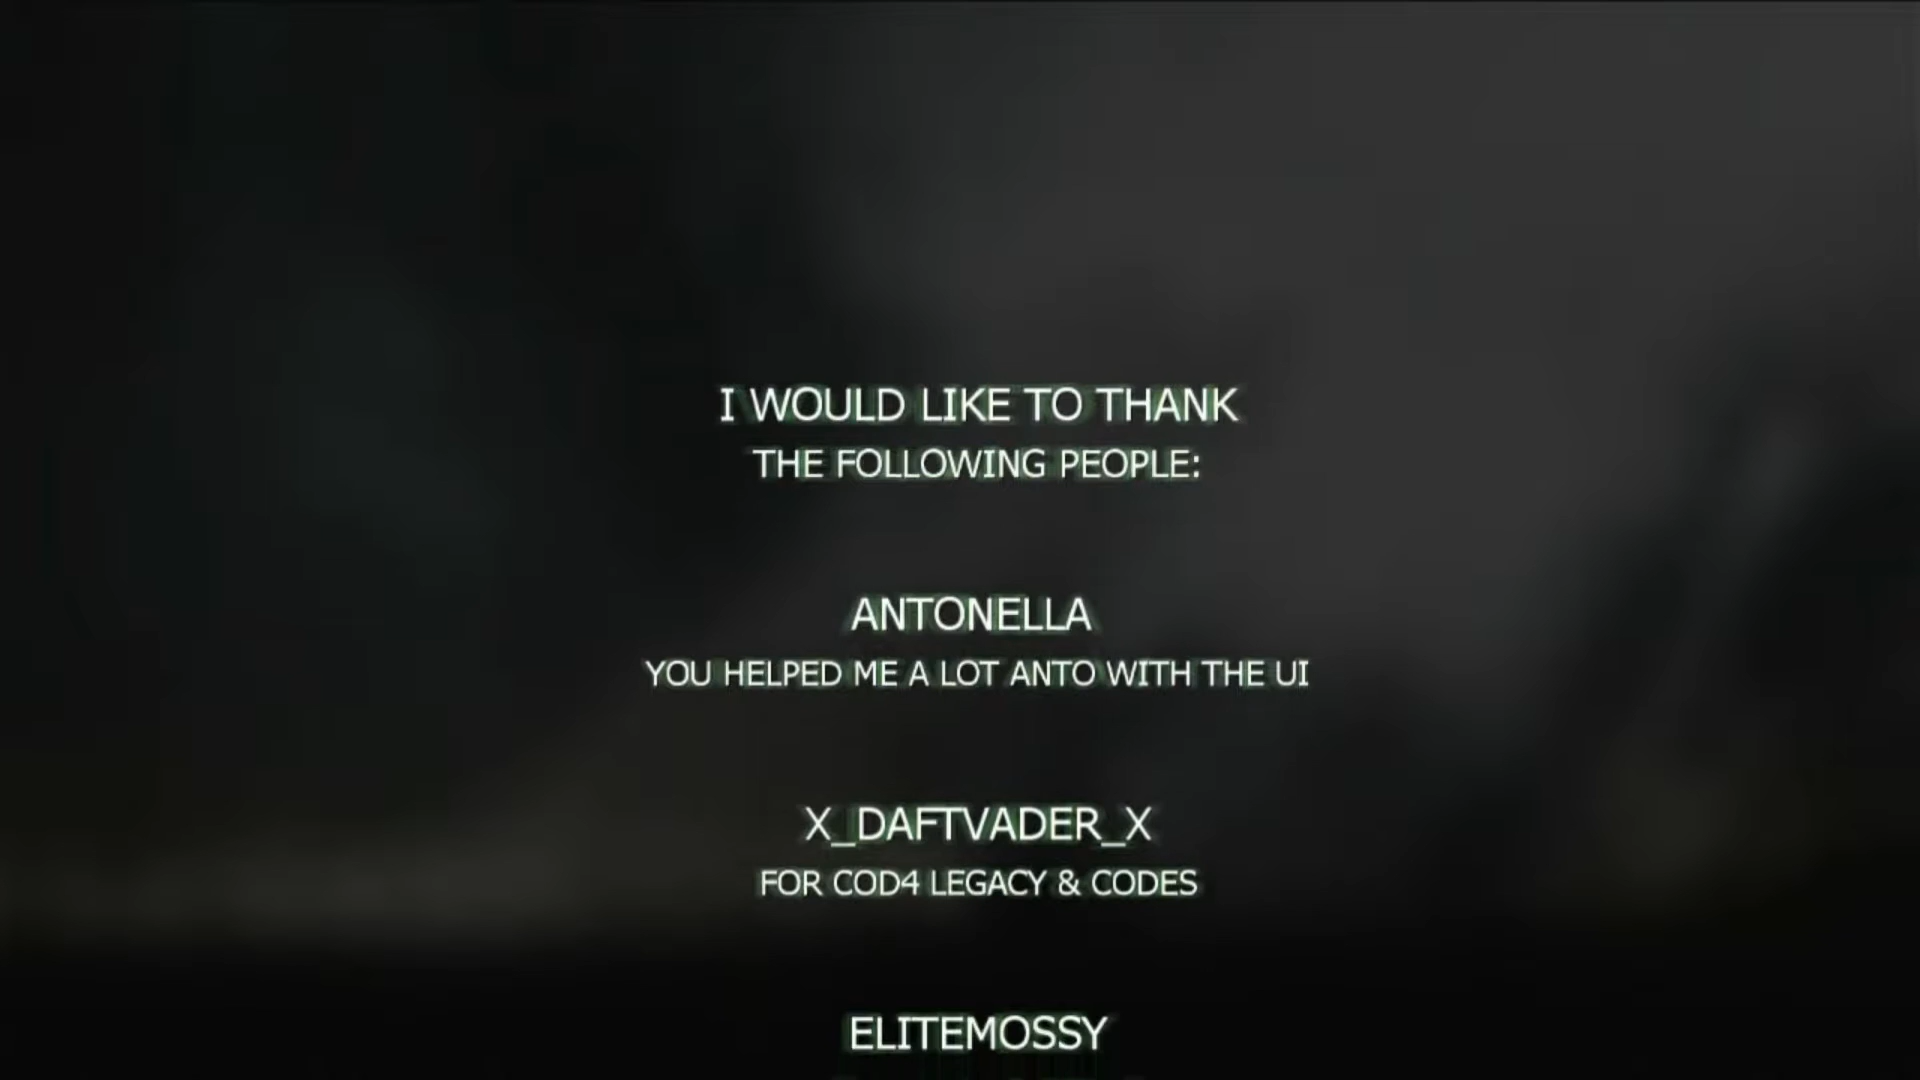 I WOULD LIKE TO THANK
THE FOLLOWING PEOPLE:
ANTONELLA
YOU HELPED ME A LOT ANTO WITH THE UI
X_DAFTVADER_X
FOR COD4 LEGACY & CODES
ELITEMOSSY